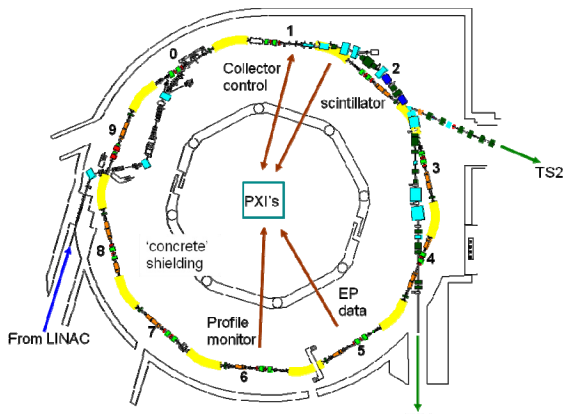 1
0
2
Collector
control
scintillator
9
3
TS2
PXI's
'concrete'
shielding
8
4
EP
data
From LINAC
Profile
monitor
7
5
6